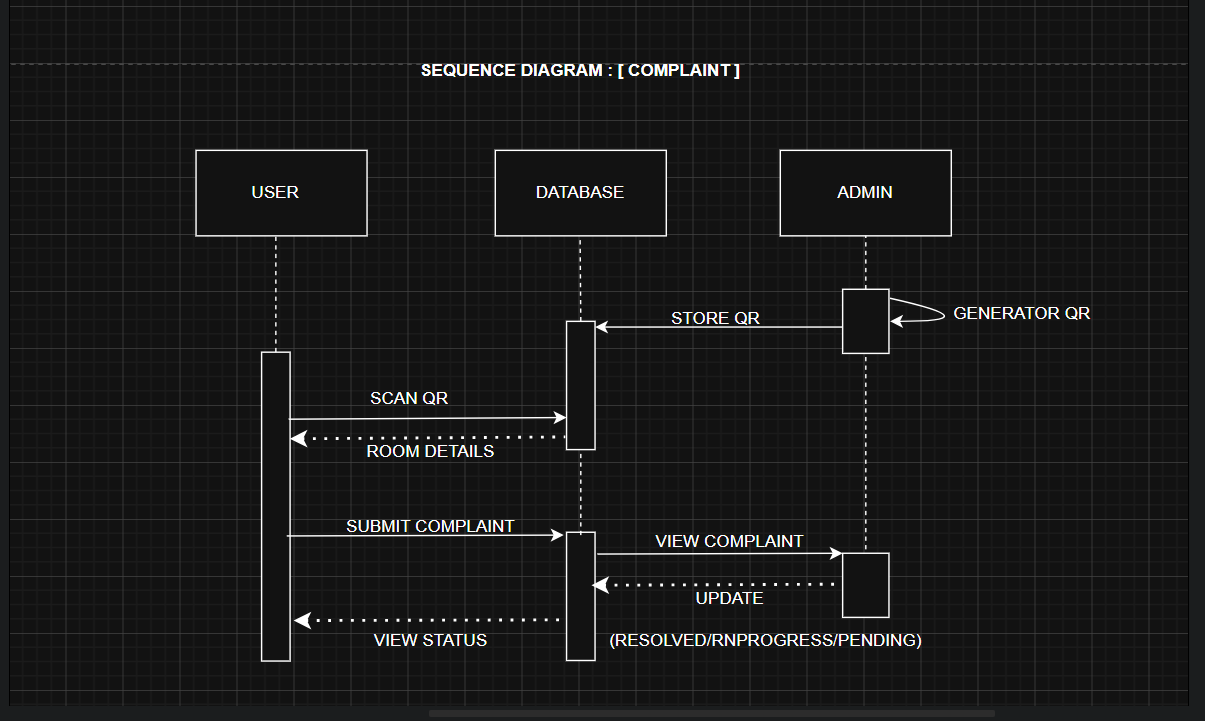 SEQUENCE DIAGRAM : [ COMPLAINT ]
USER
DATABASE
ADMIN
GENERATOR QR
STORE QR
SCAN QR
ROOM DETAILS
SUBMIT COMPLAINT
VIEW COMPLAINT
UPDATE
VIEW STATUS
(RESOLVED/RNPROGRESS/PENDING)